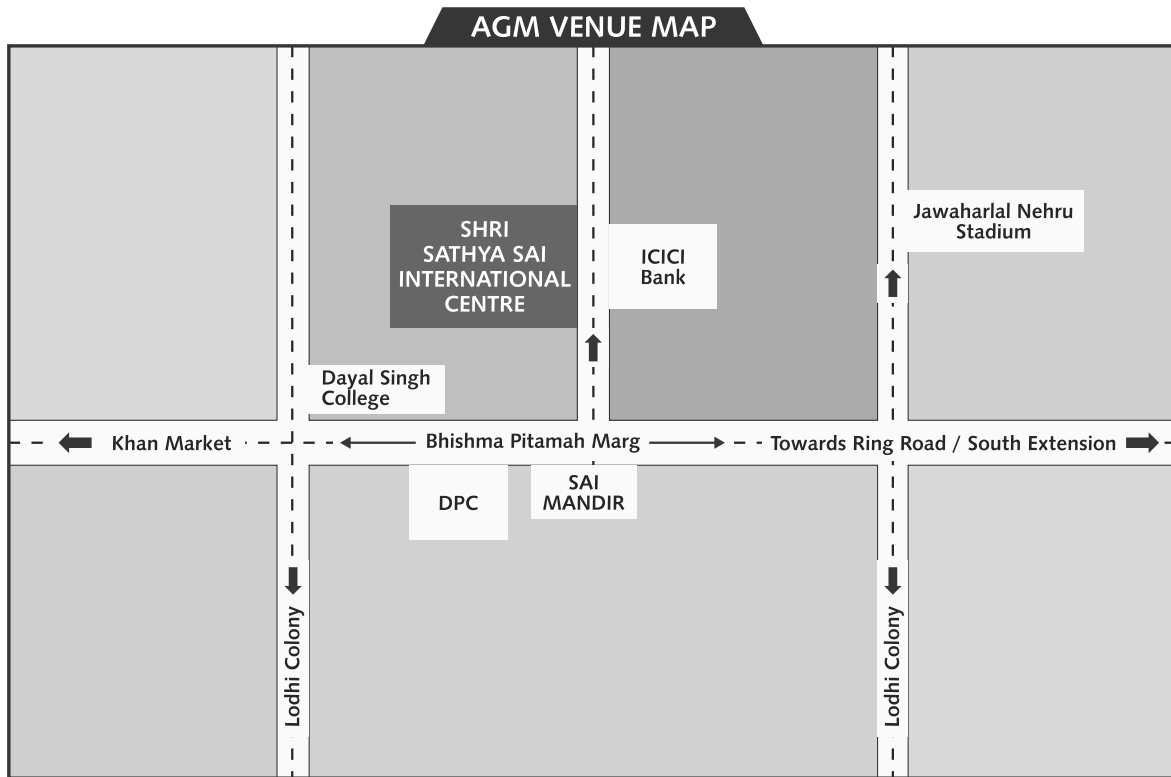 AGM VENUE MAP
Jawaharlal Nehru
Stadium
SHRI
SATHYA SAI
INTERNATIONAL
CENTRE
ICICI
Bank
Dayal Singh
College
Khan Market
Bhishma Pitamah Marg
Towards Ring Road / South Extension
DPC
SAI
MANDIR
Lodhi Colony
Lodhi Colony